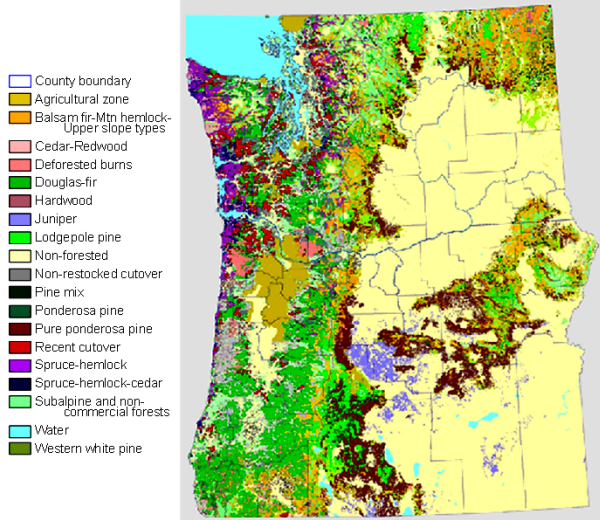 County boundary
Agricultural zone
Balsam fir-Mtn hemlock-
Upper slope types
Cedar-Redwood
Deforested burns
Douglas-fir
Hardwood
Juniper
Lodgepole pine
Non-forested
Non-restocked cutover
Pine mix
Ponderosa pine
Pure ponderosa pine
Recent cutover
Spruce-hemlock
Spruce-hemlock-cedar
Subalpine and non-
commercial forests
Water
Western white pine